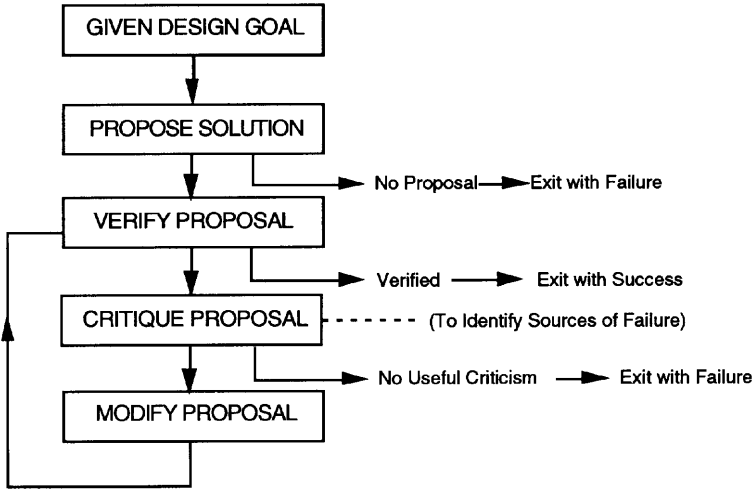 GIVEN DESIGN GOAL
PROPOSE SOLUTION
No Proposal
Exit with Failure
VERIFY PROPOSAL
Verified
Exit with Success
CRITIQUE PROPOSAL
(To Identify Sources of Failure)
No Useful Criticism
Exit with Failure
MODIFY PROPOSAL